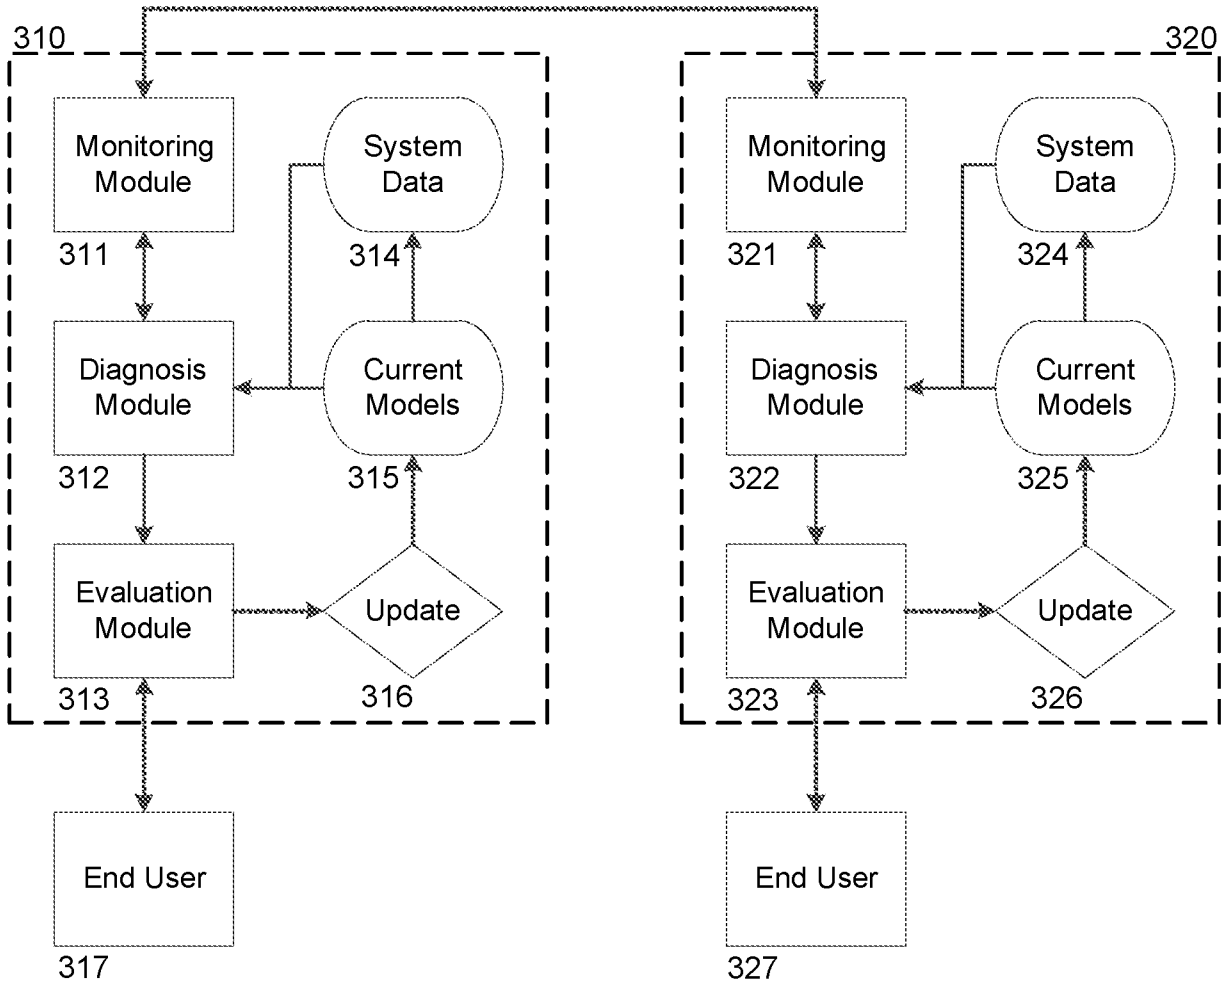 310
320
Monitoring
Module
311
System
Data
314
Diagnosis
Module
312
Current
Models
315
Evaluation
Module
313
Update
316
End User
317
Monitoring
Module
321
System
Data
324
Diagnosis
Module
322
Current
Models
325
Evaluation
Module
323
Update
326
End User
327